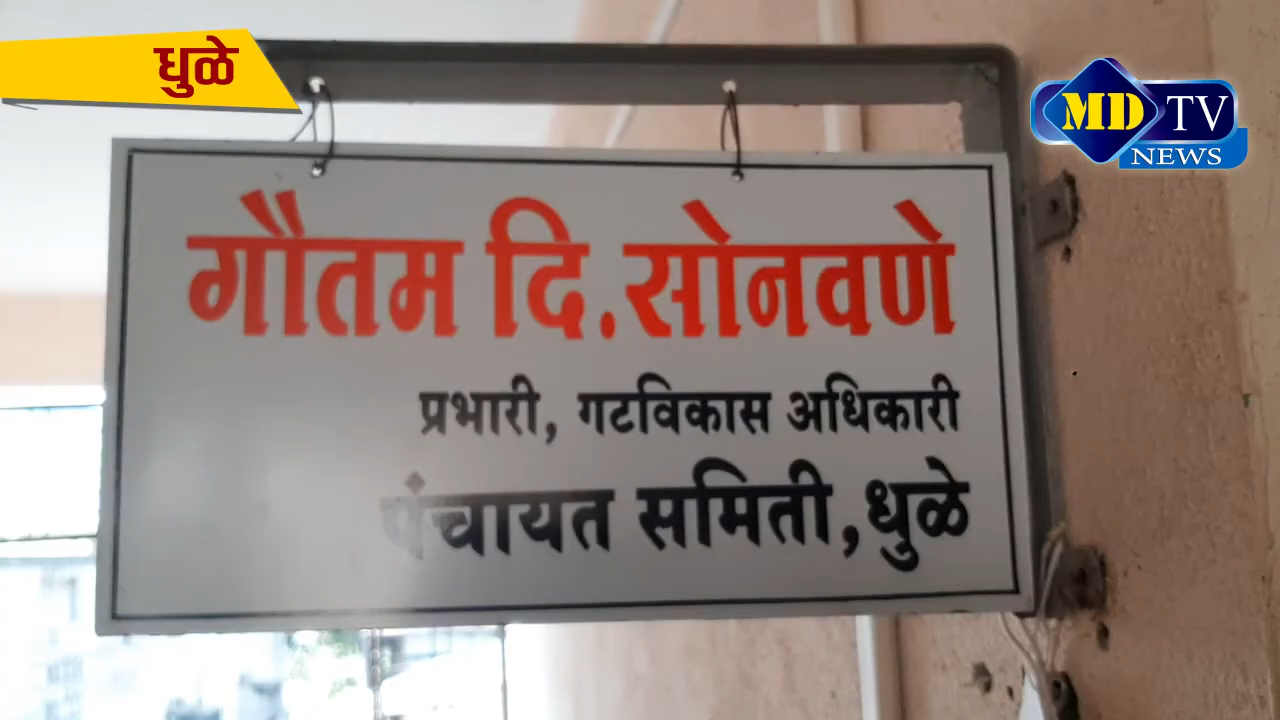 धुळे
MD TV
NEWS
गौतम दि.सोनवणे
प्रभारी, गटविकास अधिकारी
पंचायत समिती,धुळे